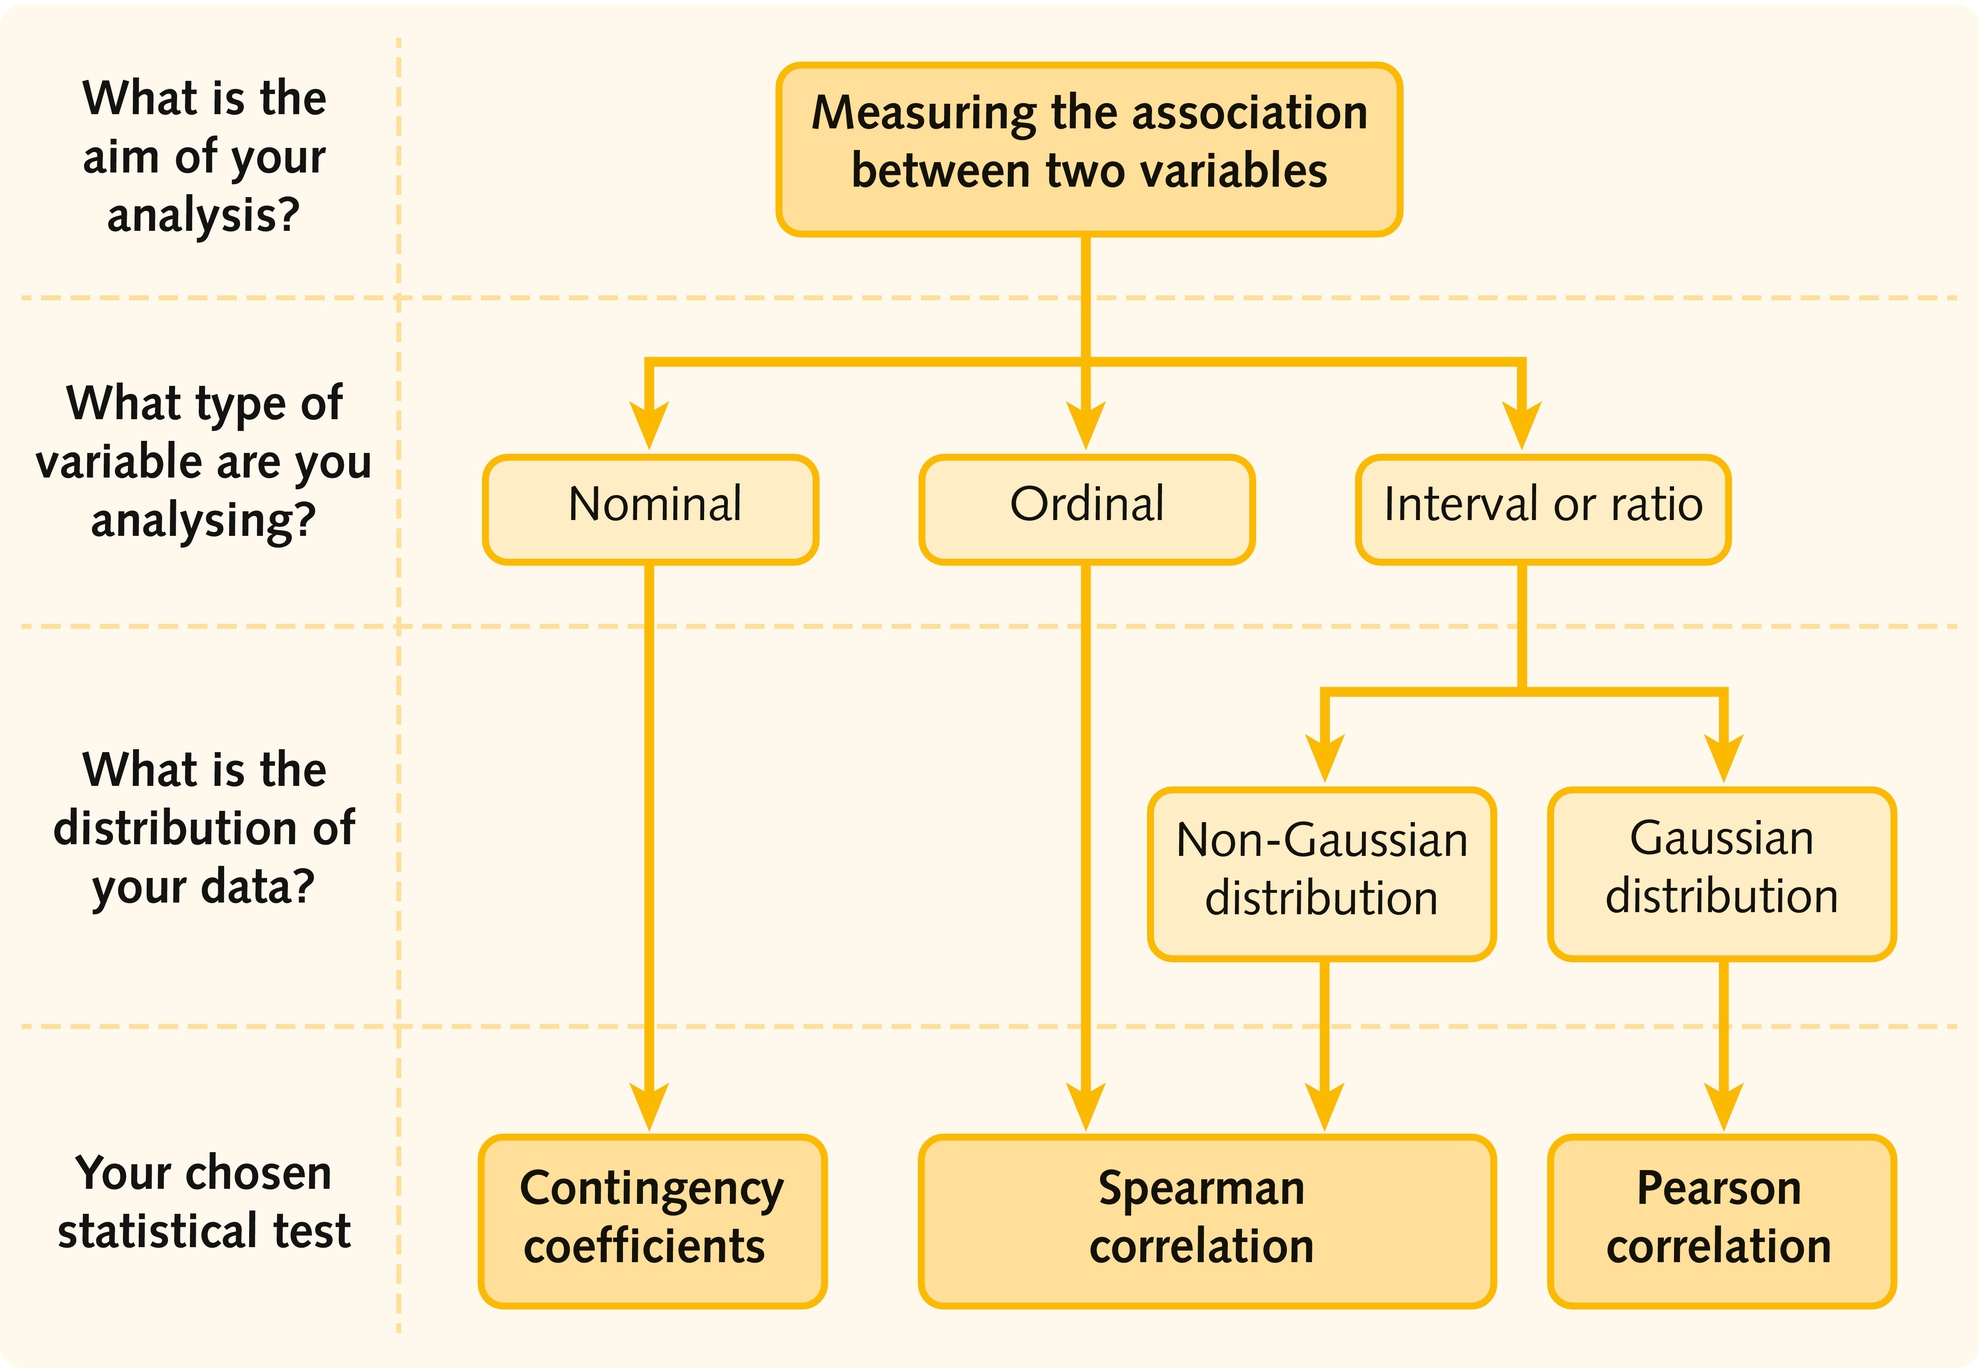 What is the
aim of your
analysis?
Measuring the association
between two variables
What type of
variable are you
analysing?
Nominal
Ordinal
Interval or ratio
What is the
distribution of
your data?
Non-Gaussian
distribution
Gaussian
distribution
Your chosen
statistical test
Contingency
coefficients
Spearman
correlation
Pearson
correlation